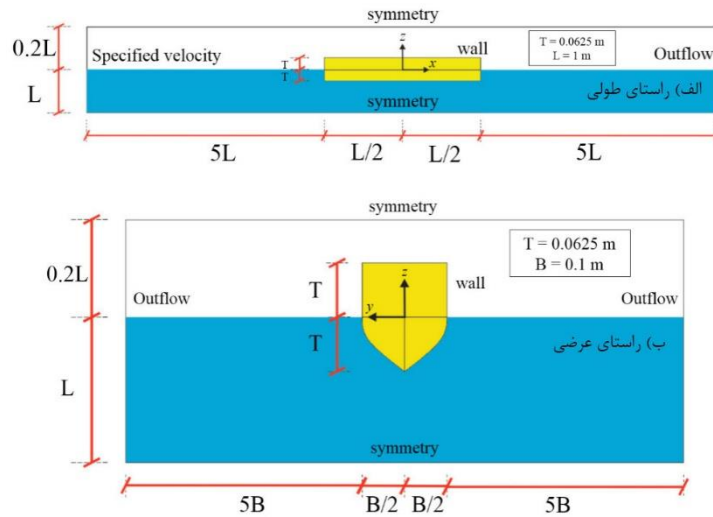 symmetry
0.2L
Specified velocity
z
wall
T = 0.0625 m
L = 1 m
Outflow
T
T
x
L
symmetry
الف) راستای طولی
5L
L/2
L/2
5L
symmetry
T = 0.0625 m
B = 0.1 m
0.2L
T
z
wall
Outflow
y
Outflow
T
ب) راستای عرضی
L
symmetry
5B
B/2
B/2
5B